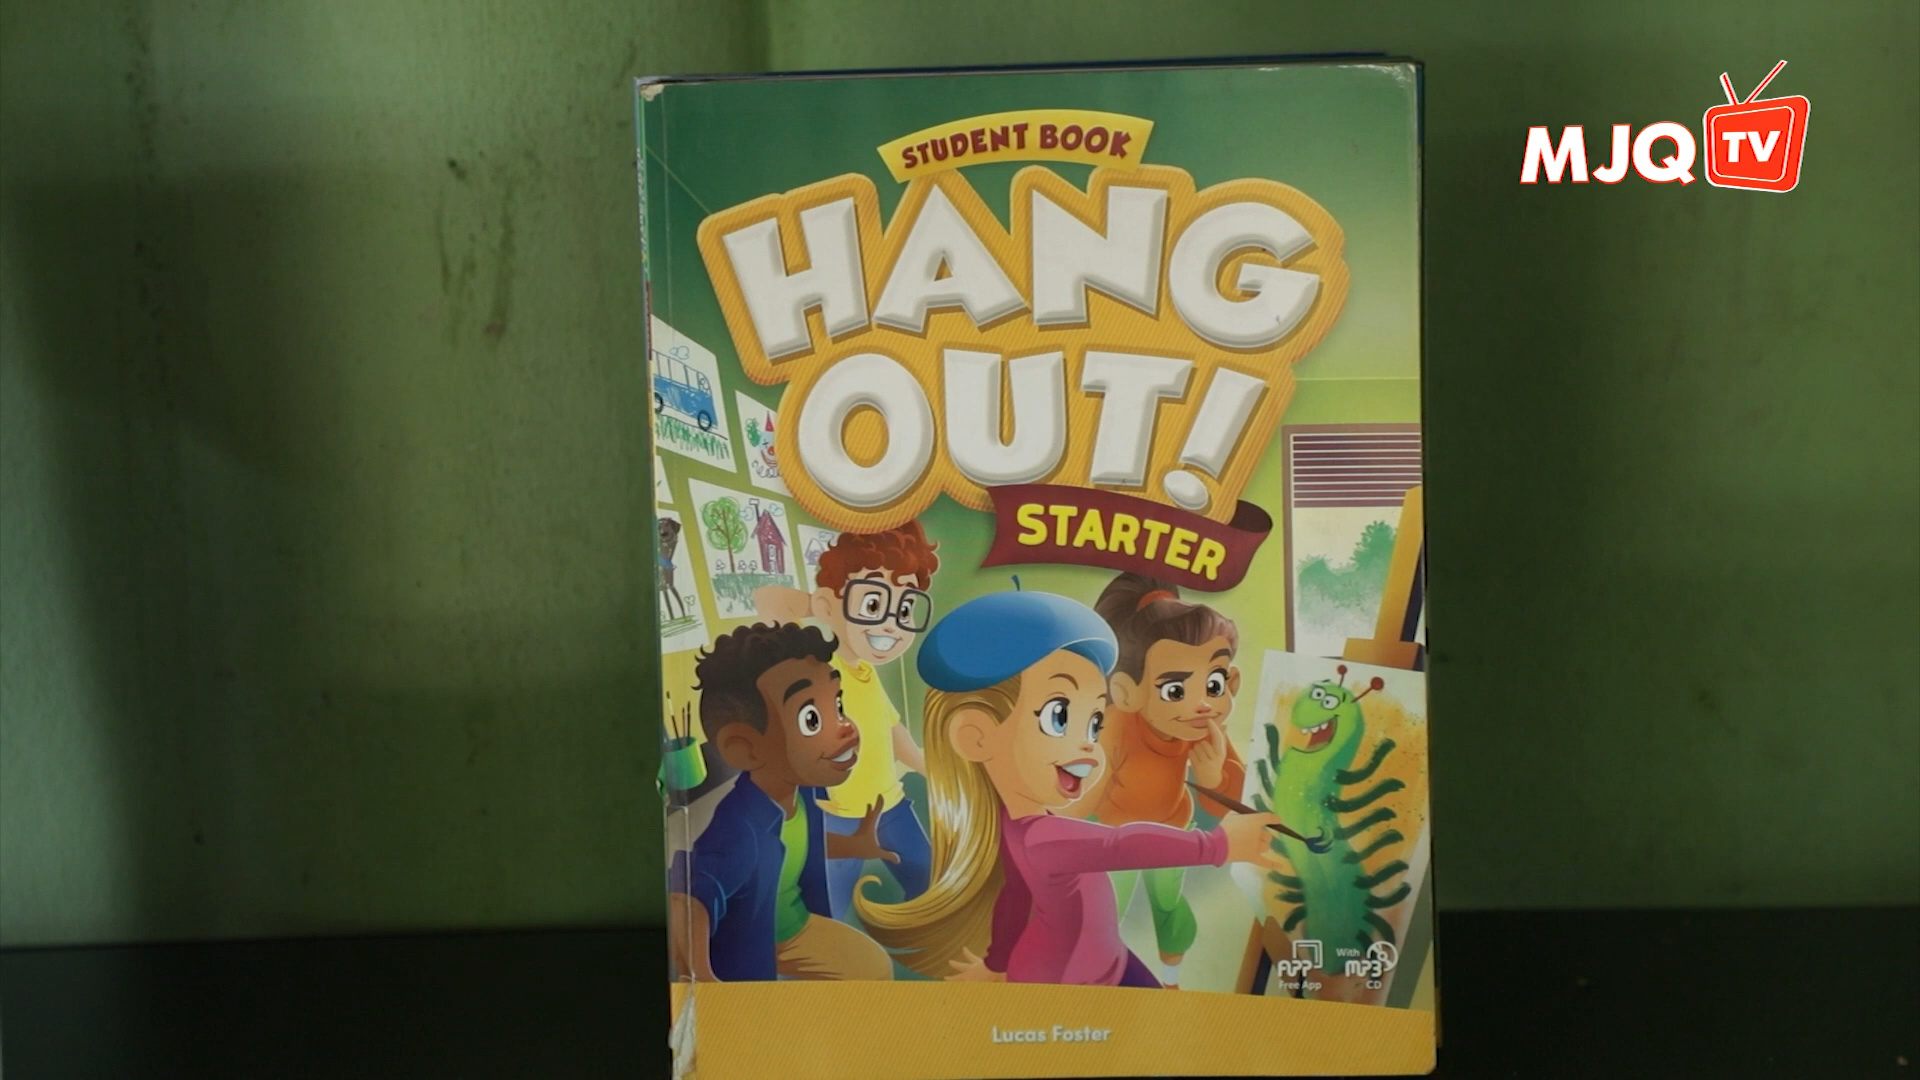 MJQ TV
STUDENT BOOK
HANG
OUT!
STARTER
APP
Free App
With
MP3
CD
Lucas Foster